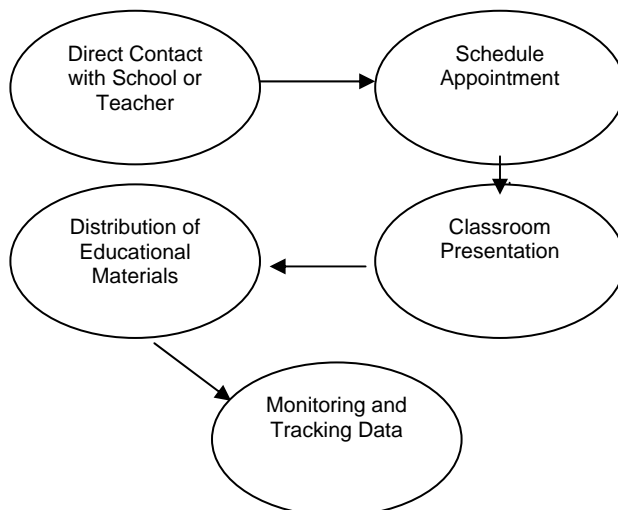 Direct Contact
with School or
Teacher
Schedule
Appointment
Classroom
Presentation
Distribution of
Educational
Materials
Monitoring and
Tracking Data